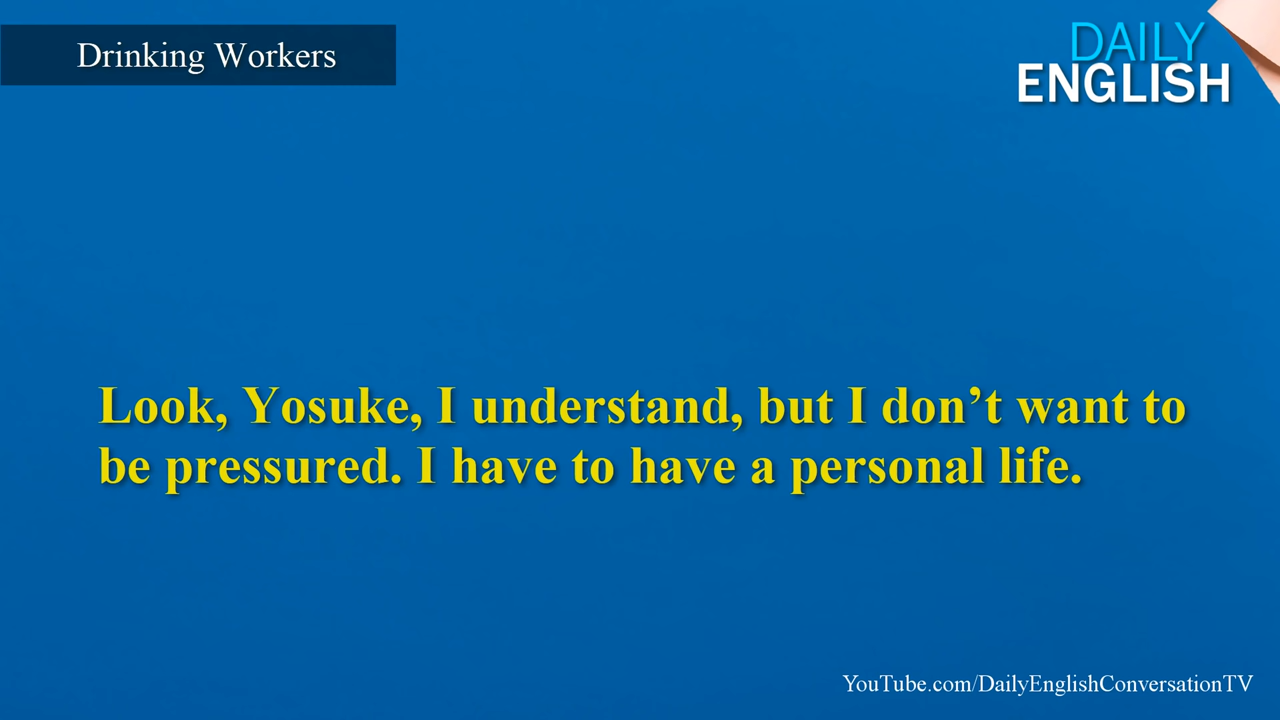 Drinking Workers
DAILY
ENGLISH
Look, Yosuke, I understand, but I don’t want to
be pressured. I have to have a personal life.
YouTube.com/DailyEnglishConversationTV